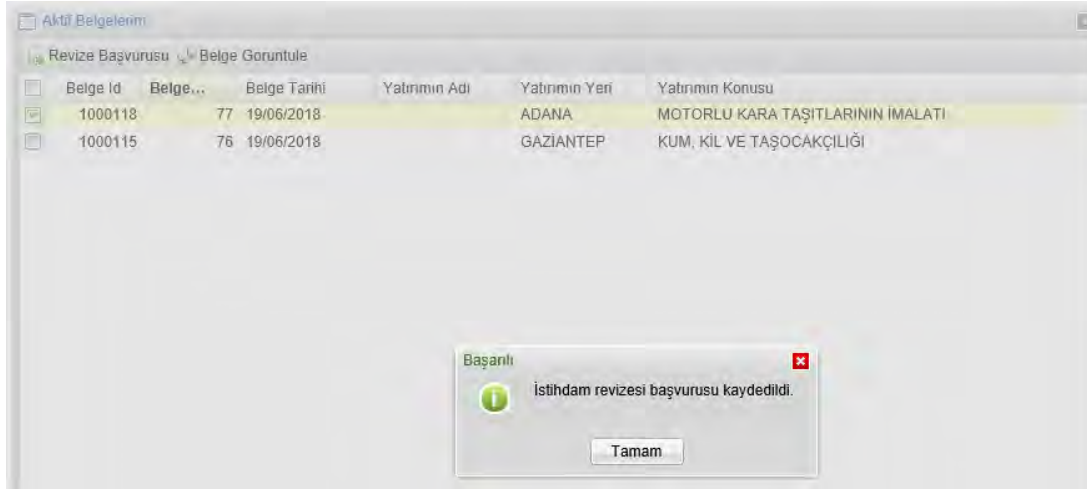 Aktif Belgelerim
Revize Başvurusu Belge Goruntule
Belge Id Belge... Belge Tarihi Yatırımın Adı Yatırımın Yeri Yatırımın Konusu
1000118 77 19/06/2018 ADANA MOTORLU KARA TAŞITLARININ İMALATI
1000115 76 19/06/2018 GAZİANTEP KUM, KİL VE TAŞOCAKÇILIĞI
Başarılı
İstihdam revizesi başvurusu kaydedildi.
Tamam